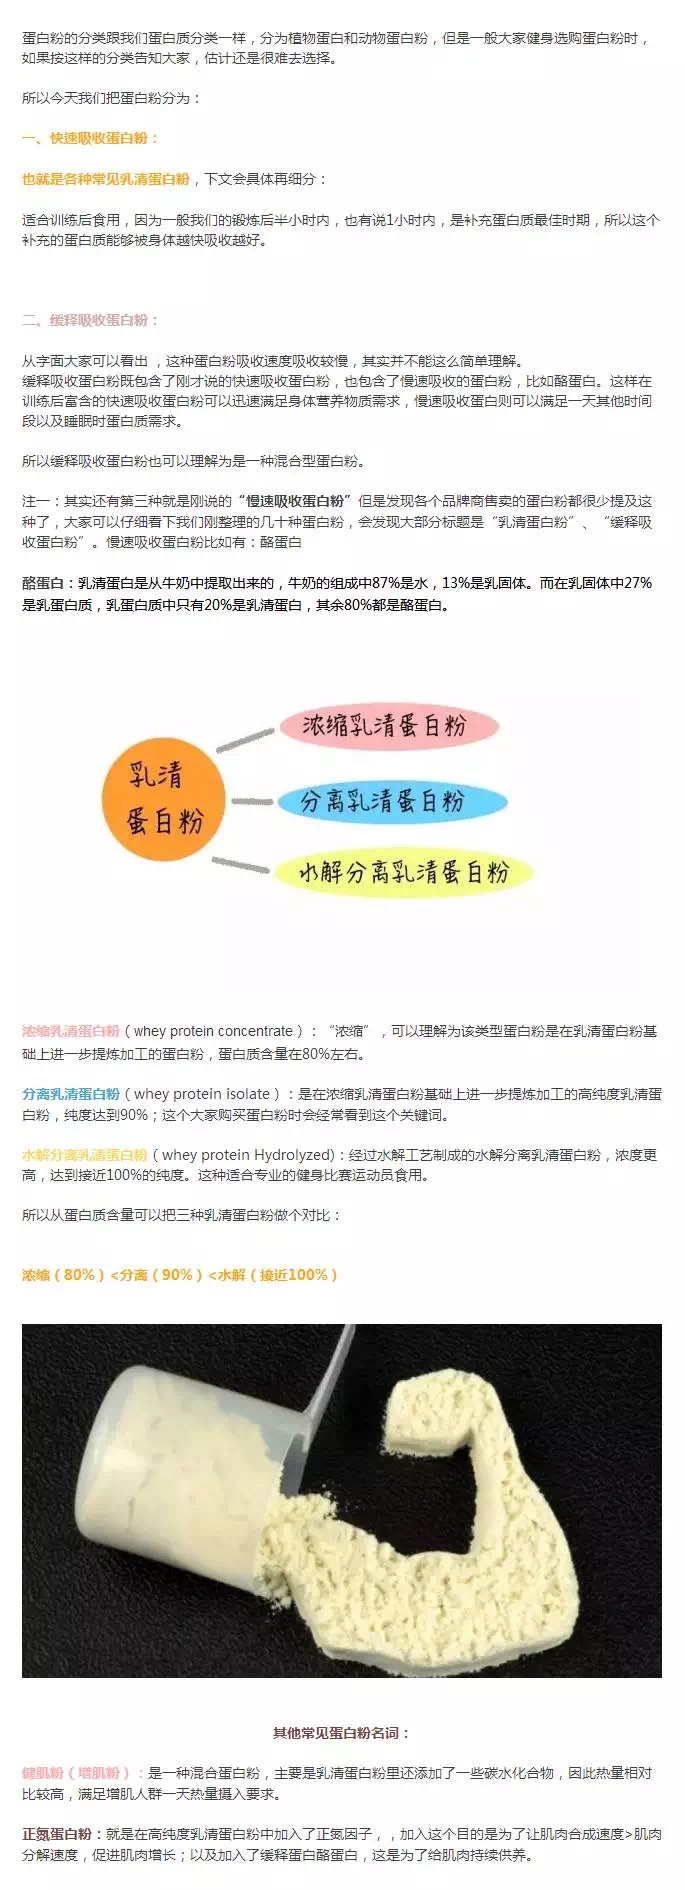 蛋白粉的分类跟我们蛋白质分类一样，分为植物蛋白和动物蛋白粉，但是一般大家健身选购蛋白粉时，
如果按这样的分类告知大家，估计还是很难去选择。
所以今天我们把蛋白粉分为：
一、快速吸收蛋白粉：
也就是各种常见乳清蛋白粉，下文会具体再细分：
适合训练后食用，因为一般我们的锻炼后半小时内，也有说1小时内，是补充蛋白质最佳时期，所以这个
补充的蛋白质能够被身体越快吸收越好。
二、缓释吸收蛋白粉：
从字面大家可以看出 ，这种蛋白粉吸收速度吸收较慢，其实并不能这么简单理解。
缓释吸收蛋白粉既包含了刚才说的快速吸收蛋白粉，也包含了慢速吸收的蛋白粉，比如酪蛋白。这样在
训练后富含的快速吸收蛋白粉可以迅速满足身体营养物质需求，慢速吸收蛋白则可以满足一天其他时间
段以及睡眠时蛋白质需求。
所以缓释吸收蛋白粉也可以理解为是一种混合型蛋白粉。
注一：其实还有第三种就是刚说的“慢速吸收蛋白粉”但是发现各个品牌商售卖的蛋白粉都很少提及这
种了，大家可以仔细看下我们刚整理的几十种蛋白粉，会发现大部分标题是“乳清蛋白粉”、“缓释吸
收蛋白粉”。慢速吸收蛋白粉比如有：酪蛋白
酪蛋白：乳清蛋白是从牛奶中提取出来的，牛奶的组成中87%是水，13%是乳固体。而在乳固体中27%
是乳蛋白质，乳蛋白质中只有20%是乳清蛋白，其余80%都是酪蛋白。
浓缩乳清蛋白粉
乳清
蛋白粉
分离乳清蛋白粉
水解分离乳清蛋白粉
浓缩乳清蛋白粉（whey protein concentrate）：“浓缩”，可以理解为该类型蛋白粉是在乳清蛋白粉基
础上进一步提炼加工的蛋白粉，蛋白质含量在80%左右。
分离乳清蛋白粉（whey protein isolate）：是在浓缩乳清蛋白粉基础上进一步提炼加工的高纯度乳清蛋
白粉，纯度达到90%；这个大家购买蛋白粉时会经常看到这个关键词。
水解分离乳清蛋白粉（whey protein Hydrolyzed)：经过水解工艺制成的水解分离乳清蛋白粉，浓度更
高，达到接近100%的纯度。这种适合专业的健身比赛运动员食用。
所以从蛋白质含量可以把三种乳清蛋白粉做个对比：
浓缩（80%）<分离（90%）<水解（接近100%）
其他常见蛋白粉名词：
健肌粉（增肌粉）：是一种混合蛋白粉，主要是乳清蛋白粉里还添加了一些碳水化合物，因此热量相对
比较高，满足增肌人群一天热量摄入要求。
正氮蛋白粉：就是在高纯度乳清蛋白粉中加入了正氮因子，，加入这个目的是为了让肌肉合成速度>肌肉
分解速度，促进肌肉增长；以及加入了缓释蛋白酪蛋白，这是为了给肌肉持续供养。